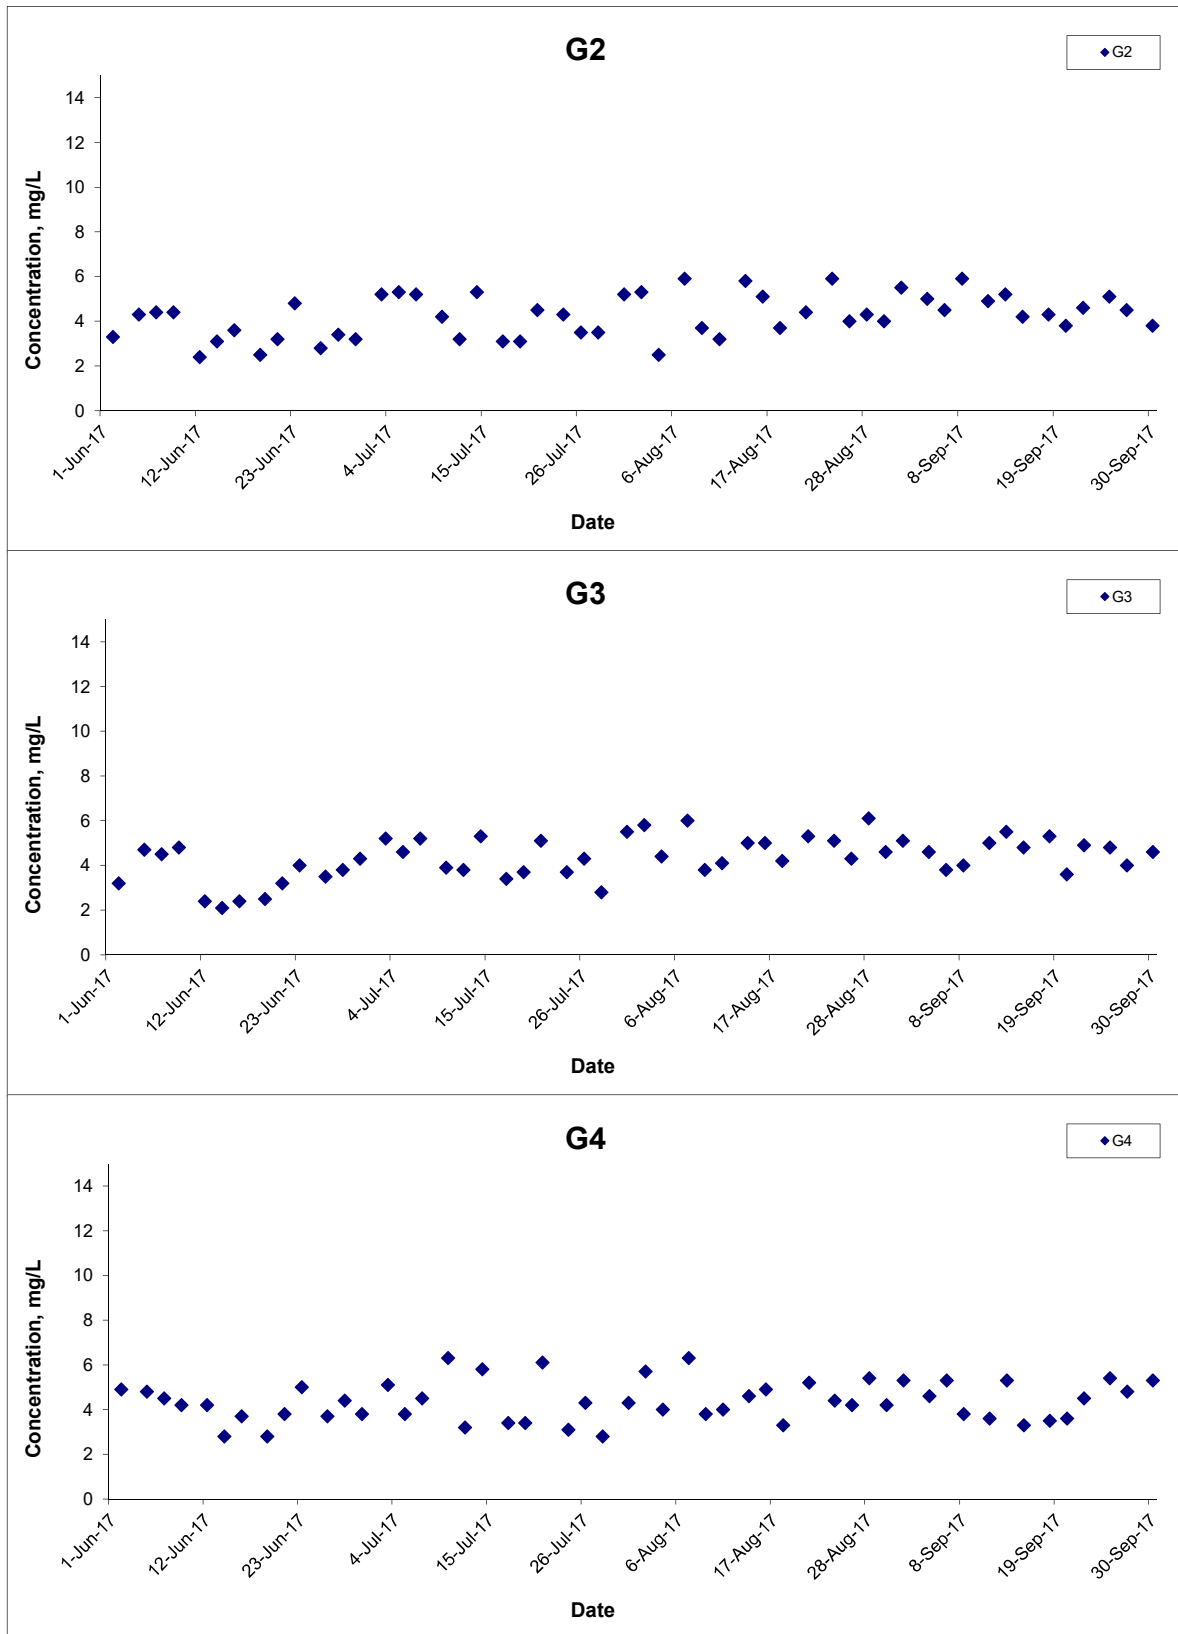 G2
G2
14
12
10
8
6
4
2
0
Concentration, mg/L
1-Jun-17
12-Jun-17
23-Jun-17
4-Jul-17
15-Jul-17
26-Jul-17
6-Aug-17
17-Aug-17
28-Aug-17
8-Sep-17
19-Sep-17
30-Sep-17
Date
G3
G3
14
12
10
8
6
4
2
0
Concentration, mg/L
1-Jun-17
12-Jun-17
23-Jun-17
4-Jul-17
15-Jul-17
26-Jul-17
6-Aug-17
17-Aug-17
28-Aug-17
8-Sep-17
19-Sep-17
30-Sep-17
Date
G4
G4
14
12
10
8
6
4
2
0
Concentration, mg/L
1-Jun-17
12-Jun-17
23-Jun-17
4-Jul-17
15-Jul-17
26-Jul-17
6-Aug-17
17-Aug-17
28-Aug-17
8-Sep-17
19-Sep-17
30-Sep-17
Date